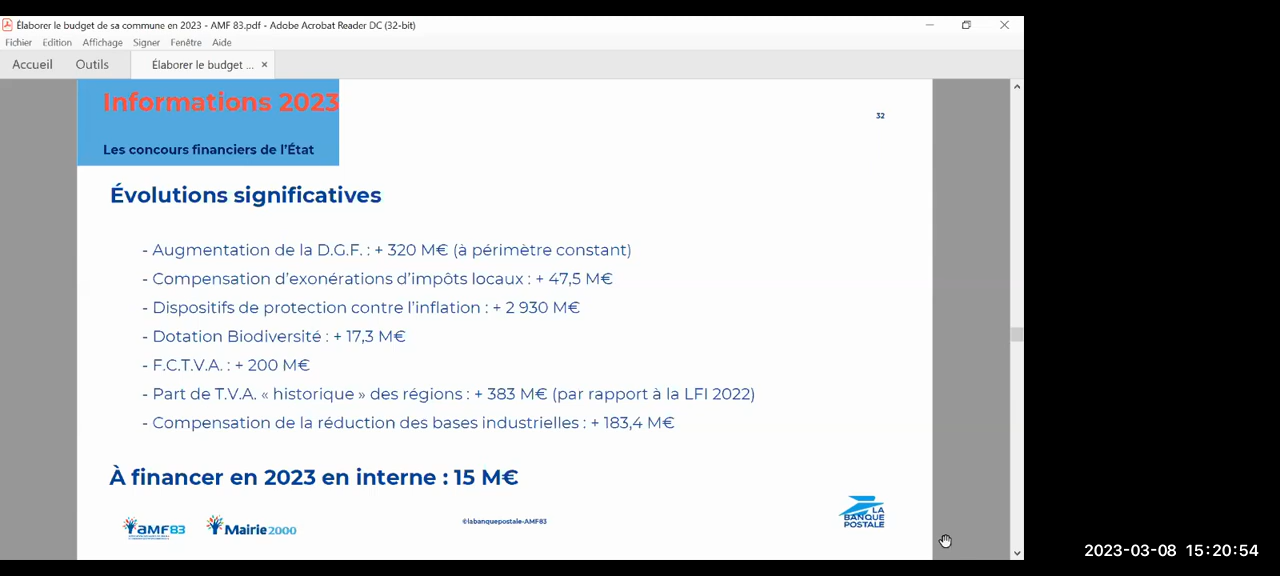 Élaborer le budget de sa commune en 2023 - AMF 83.pdf - Adobe Acrobat Reader DC (32-bit)
Fichier Edition Affichage Signer Fenêtre Aide
Accueil Outils Élaborer le budget ... ×
Informations 2023
32
Les concours financiers de l'État
Évolutions significatives
- Augmentation de la D.G.F. : + 320 M€ (à périmètre constant)
- Compensation d'exonérations d'impôts locaux : + 47,5 M€
- Dispositifs de protection contre l'inflation : + 2 930 M€
- Dotation Biodiversité : + 17,3 M€
- F.C.T.V.A. : + 200 M€
- Part de T.V.A. « historique » des régions : + 383 M€ (par rapport à la LFI 2022)
- Compensation de la réduction des bases industrielles : + 183,4 M€
À financer en 2023 en interne : 15 M€
AMF83
Mairie2000
©labanquepostale-AMF83
LA
BANQUE
POSTALE
2023-03-08 15:20:54